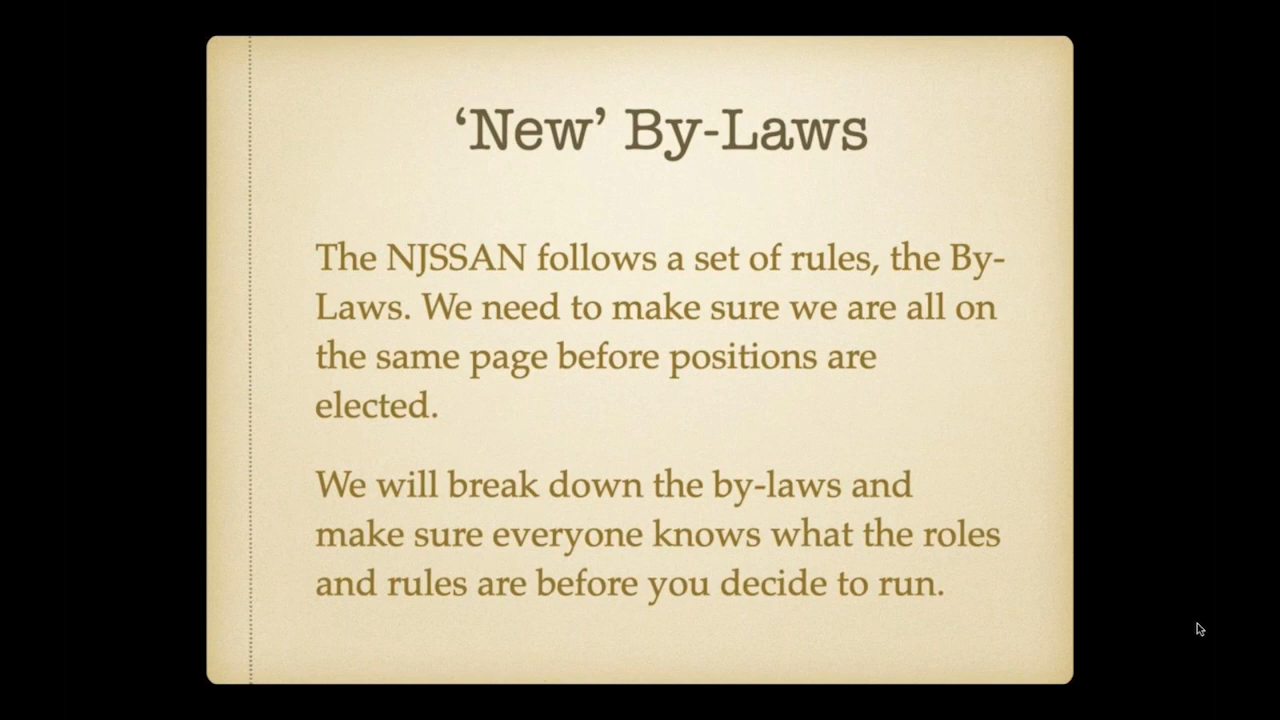 ‘New’ By-Laws
The NJSSAN follows a set of rules, the By-
Laws. We need to make sure we are all on
the same page before positions are
elected.
We will break down the by-laws and
make sure everyone knows what the roles
and rules are before you decide to run.